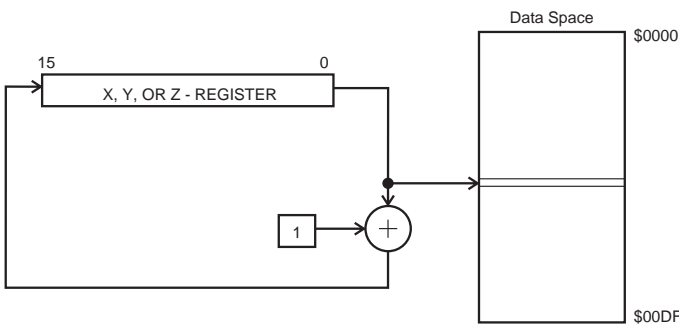 Data Space
$0000
15 0
X, Y, OR Z - REGISTER
1
+
$00DF